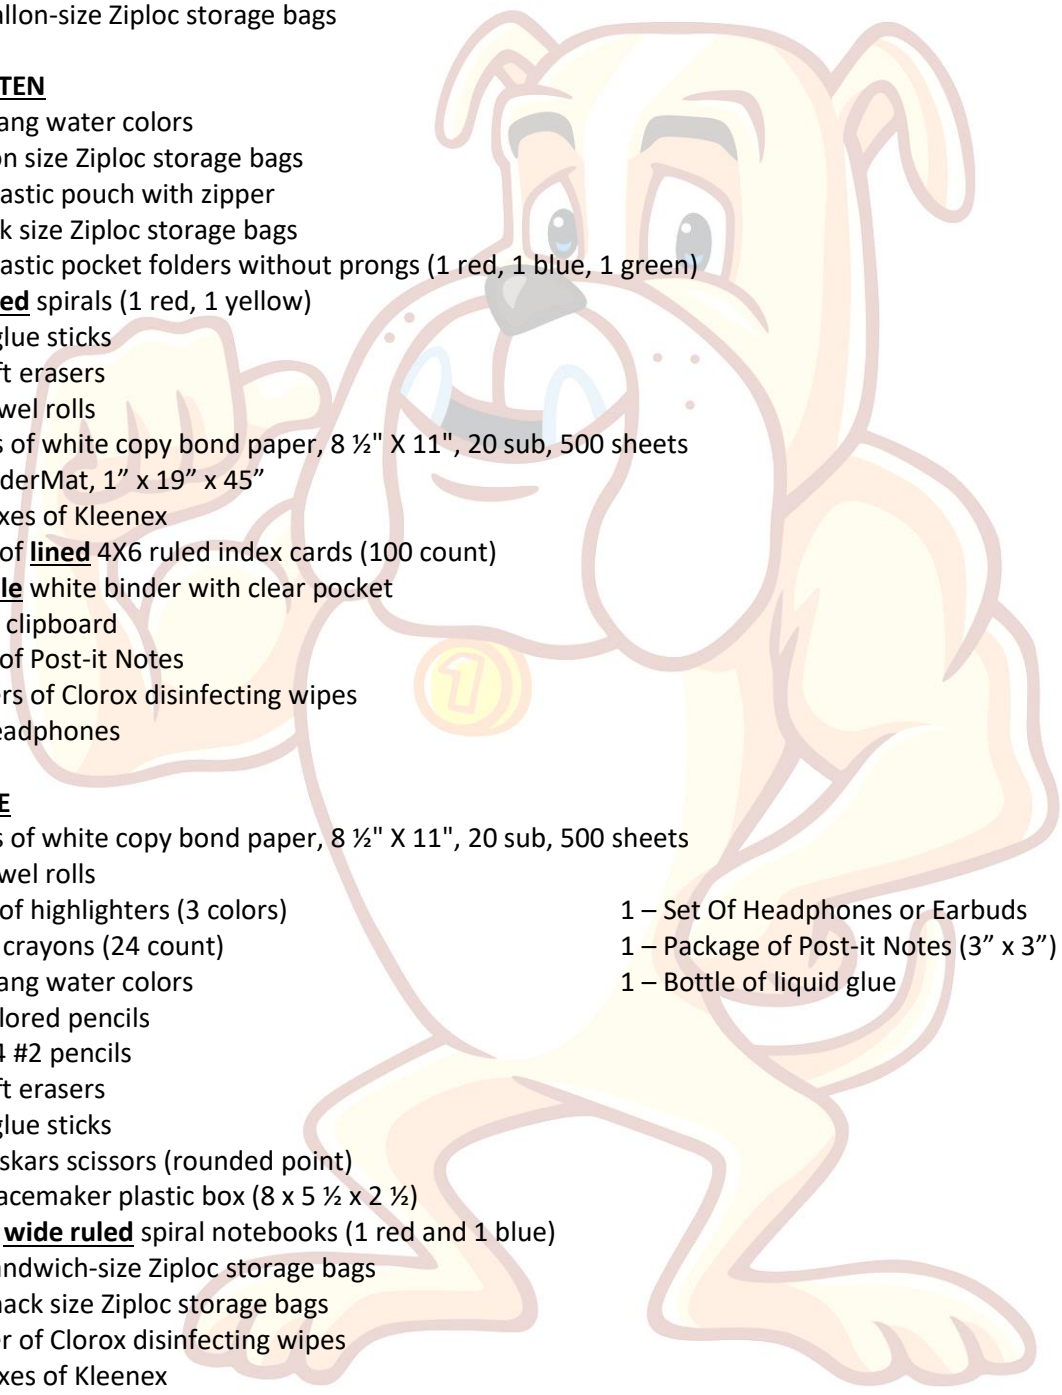 allon-size Ziploc storage bags
TEN
ang water colors
on size Ziploc storage bags
astic pouch with zipper
k size Ziploc storage bags
astic pocket folders without prongs (1 red, 1 blue, 1 green)
ed spirals (1 red, 1 yellow)
glue sticks
ft erasers
wel rolls
s of white copy bond paper, 8 ½" X 11", 20 sub, 500 sheets
derMat, 1” x 19” x 45”
xes of Kleenex
of lined 4X6 ruled index cards (100 count)
le white binder with clear pocket
clipboard
of Post-it Notes
ers of Clorox disinfecting wipes
eadphones
E
s of white copy bond paper, 8 ½" X 11", 20 sub, 500 sheets
wel rolls
of highlighters (3 colors)
crayons (24 count)
ang water colors
lored pencils
4 #2 pencils
ft erasers
glue sticks
skars scissors (rounded point)
acemaker plastic box (8 x 5 ½ x 2 ½)
wide ruled spiral notebooks (1 red and 1 blue)
andwich-size Ziploc storage bags
nack size Ziploc storage bags
er of Clorox disinfecting wipes
xes of Kleenex
1 – Set Of Headphones or Earbuds
1 – Package of Post-it Notes (3” x 3”)
1 – Bottle of liquid glue
1